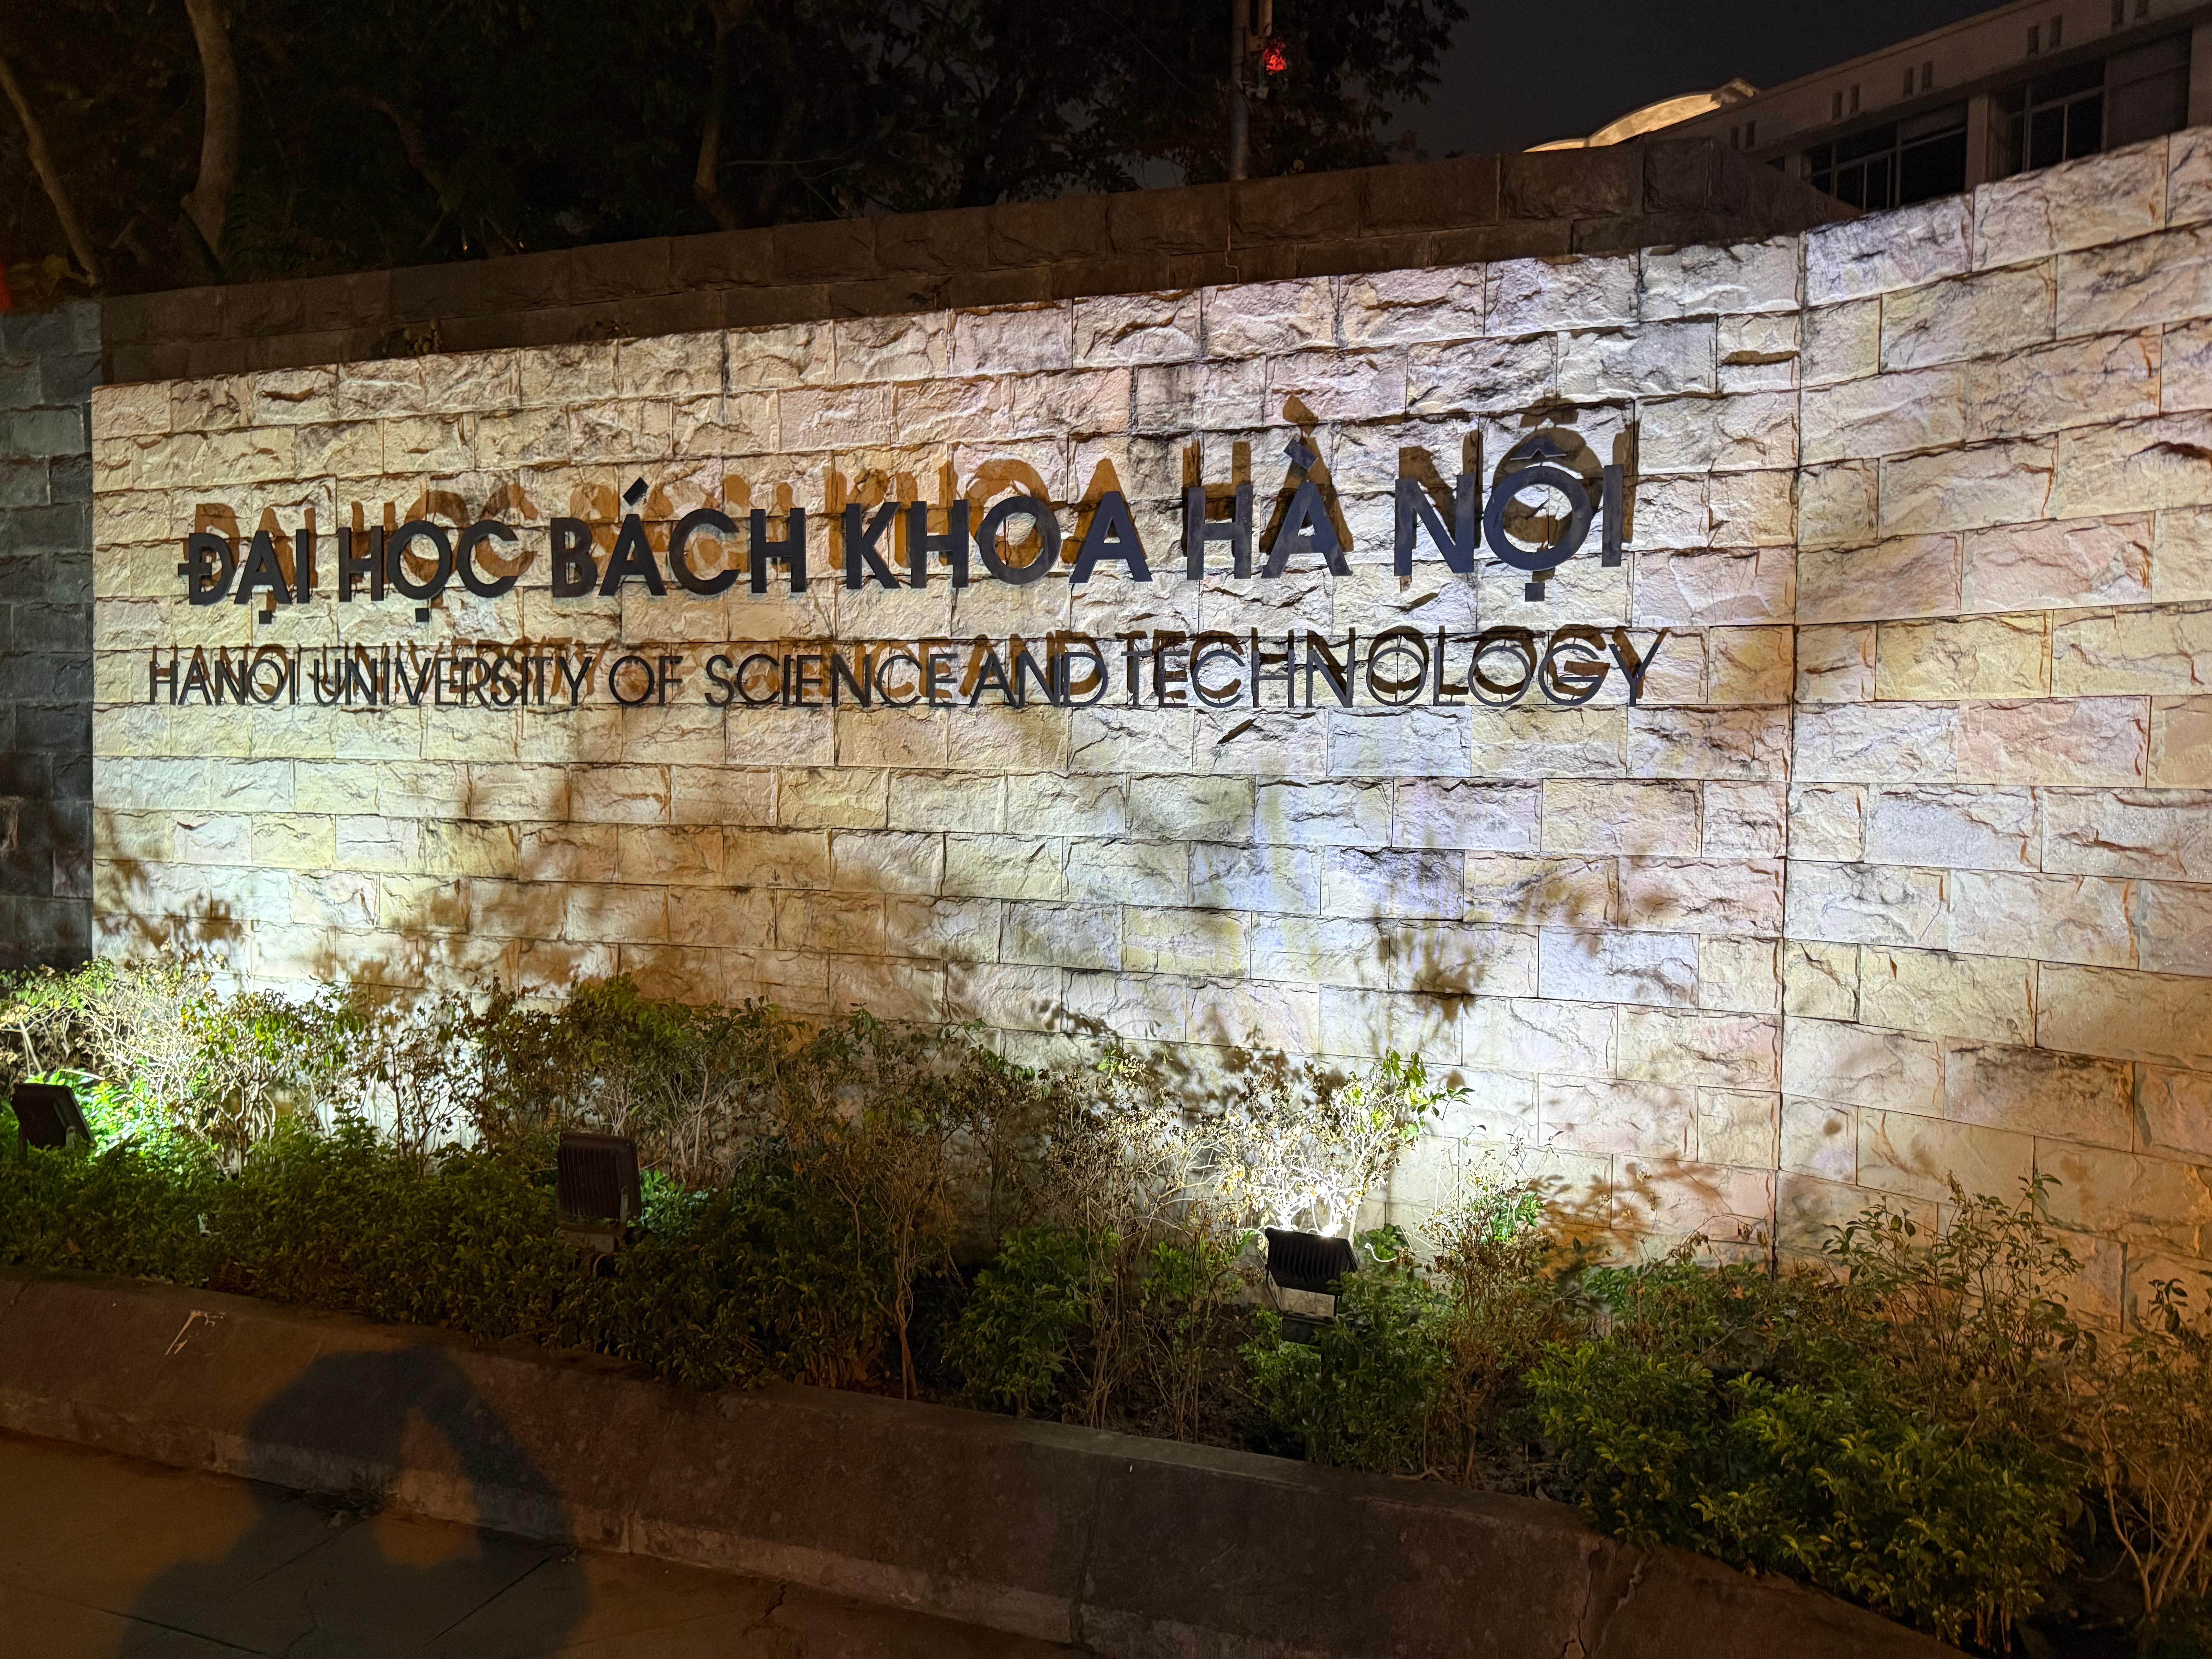 ĐẠI HỌC BÁCH KHOA HÀ NỘI
HANOI UNIVERSITY OF SCIENCE AND TECHNOLOGY